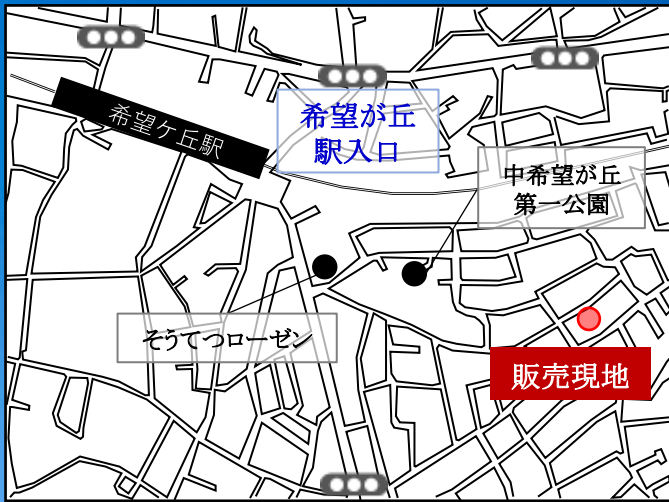 希望ケ丘駅
希望が丘
駅入口
中希望が丘
第一公園
そうてつローゼン
販売現地